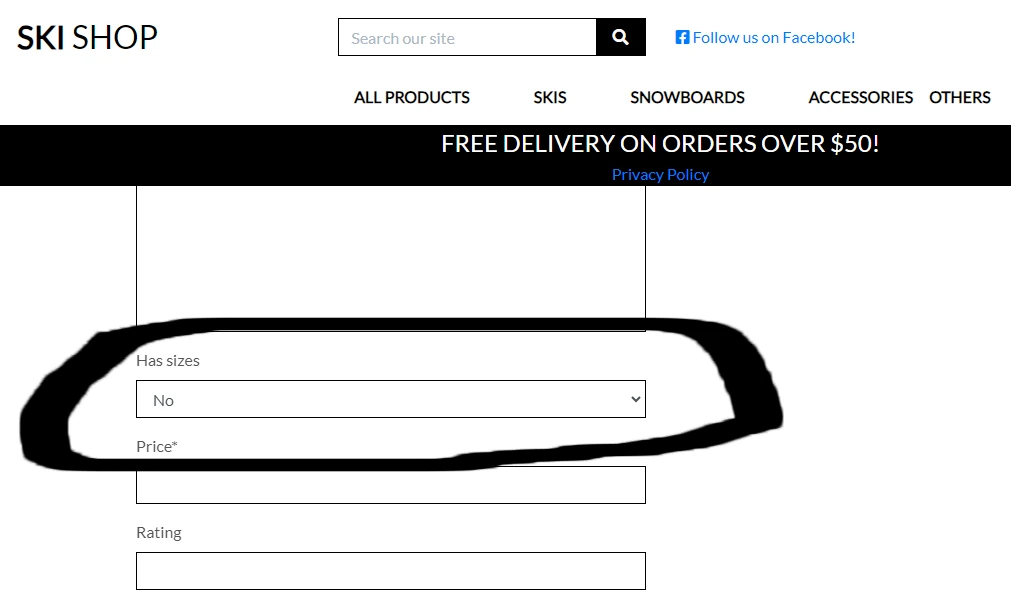 SKI SHOP
Search our site
Follow us on Facebook!
ALL PRODUCTS SKIS SNOWBOARDS ACCESSORIES OTHERS
FREE DELIVERY ON ORDERS OVER $50!
Privacy Policy
Has sizes
No
Price*
Rating